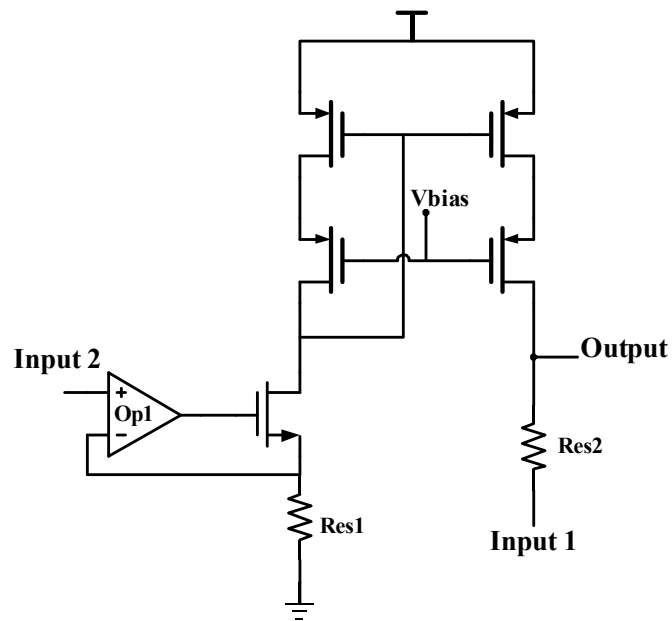 Vbias
Input 2
+
Op1
−
Output
Res2
Res1
Input 1